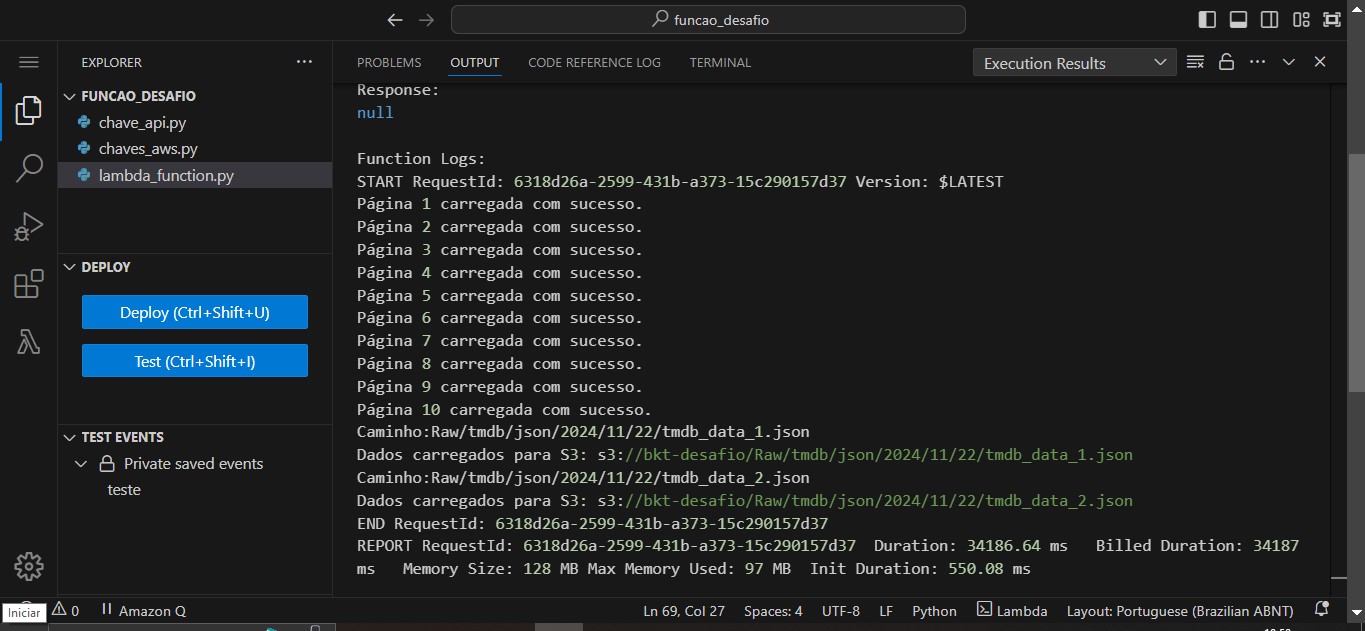 funcao_desafio
EXPLORER
FUNCAO_DESAFIO
chave_api.py
chaves_aws.py
lambda_function.py
DEPLOY
Deploy (Ctrl+Shift+U)
Test (Ctrl+Shift+I)
TEST EVENTS
Private saved events
teste
PROBLEMS OUTPUT CODE REFERENCE LOG TERMINAL
Execution Results
Response:
null
Function Logs:
START RequestId: 6318d26a-2599-431b-a373-15c290157d37 Version: $LATEST
Página 1 carregada com sucesso.
Página 2 carregada com sucesso.
Página 3 carregada com sucesso.
Página 4 carregada com sucesso.
Página 5 carregada com sucesso.
Página 6 carregada com sucesso.
Página 7 carregada com sucesso.
Página 8 carregada com sucesso.
Página 9 carregada com sucesso.
Página 10 carregada com sucesso.
Caminho:Raw/tmdb/json/2024/11/22/tmdb_data_1.json
Dados carregados para S3: s3://bkt-desafio/Raw/tmdb/json/2024/11/22/tmdb_data_1.json
Caminho:Raw/tmdb/json/2024/11/22/tmdb_data_2.json
Dados carregados para S3: s3://bkt-desafio/Raw/tmdb/json/2024/11/22/tmdb_data_2.json
END RequestId: 6318d26a-2599-431b-a373-15c290157d37
REPORT RequestId: 6318d26a-2599-431b-a373-15c290157d37 Duration: 34186.64 ms Billed Duration: 34187
ms Memory Size: 128 MB Max Memory Used: 97 MB Init Duration: 550.08 ms
Iniciar
0 Amazon Q
Ln 69, Col 27 Spaces: 4 UTF-8 LF Python Lambda Layout: Portuguese (Brazilian ABNT)